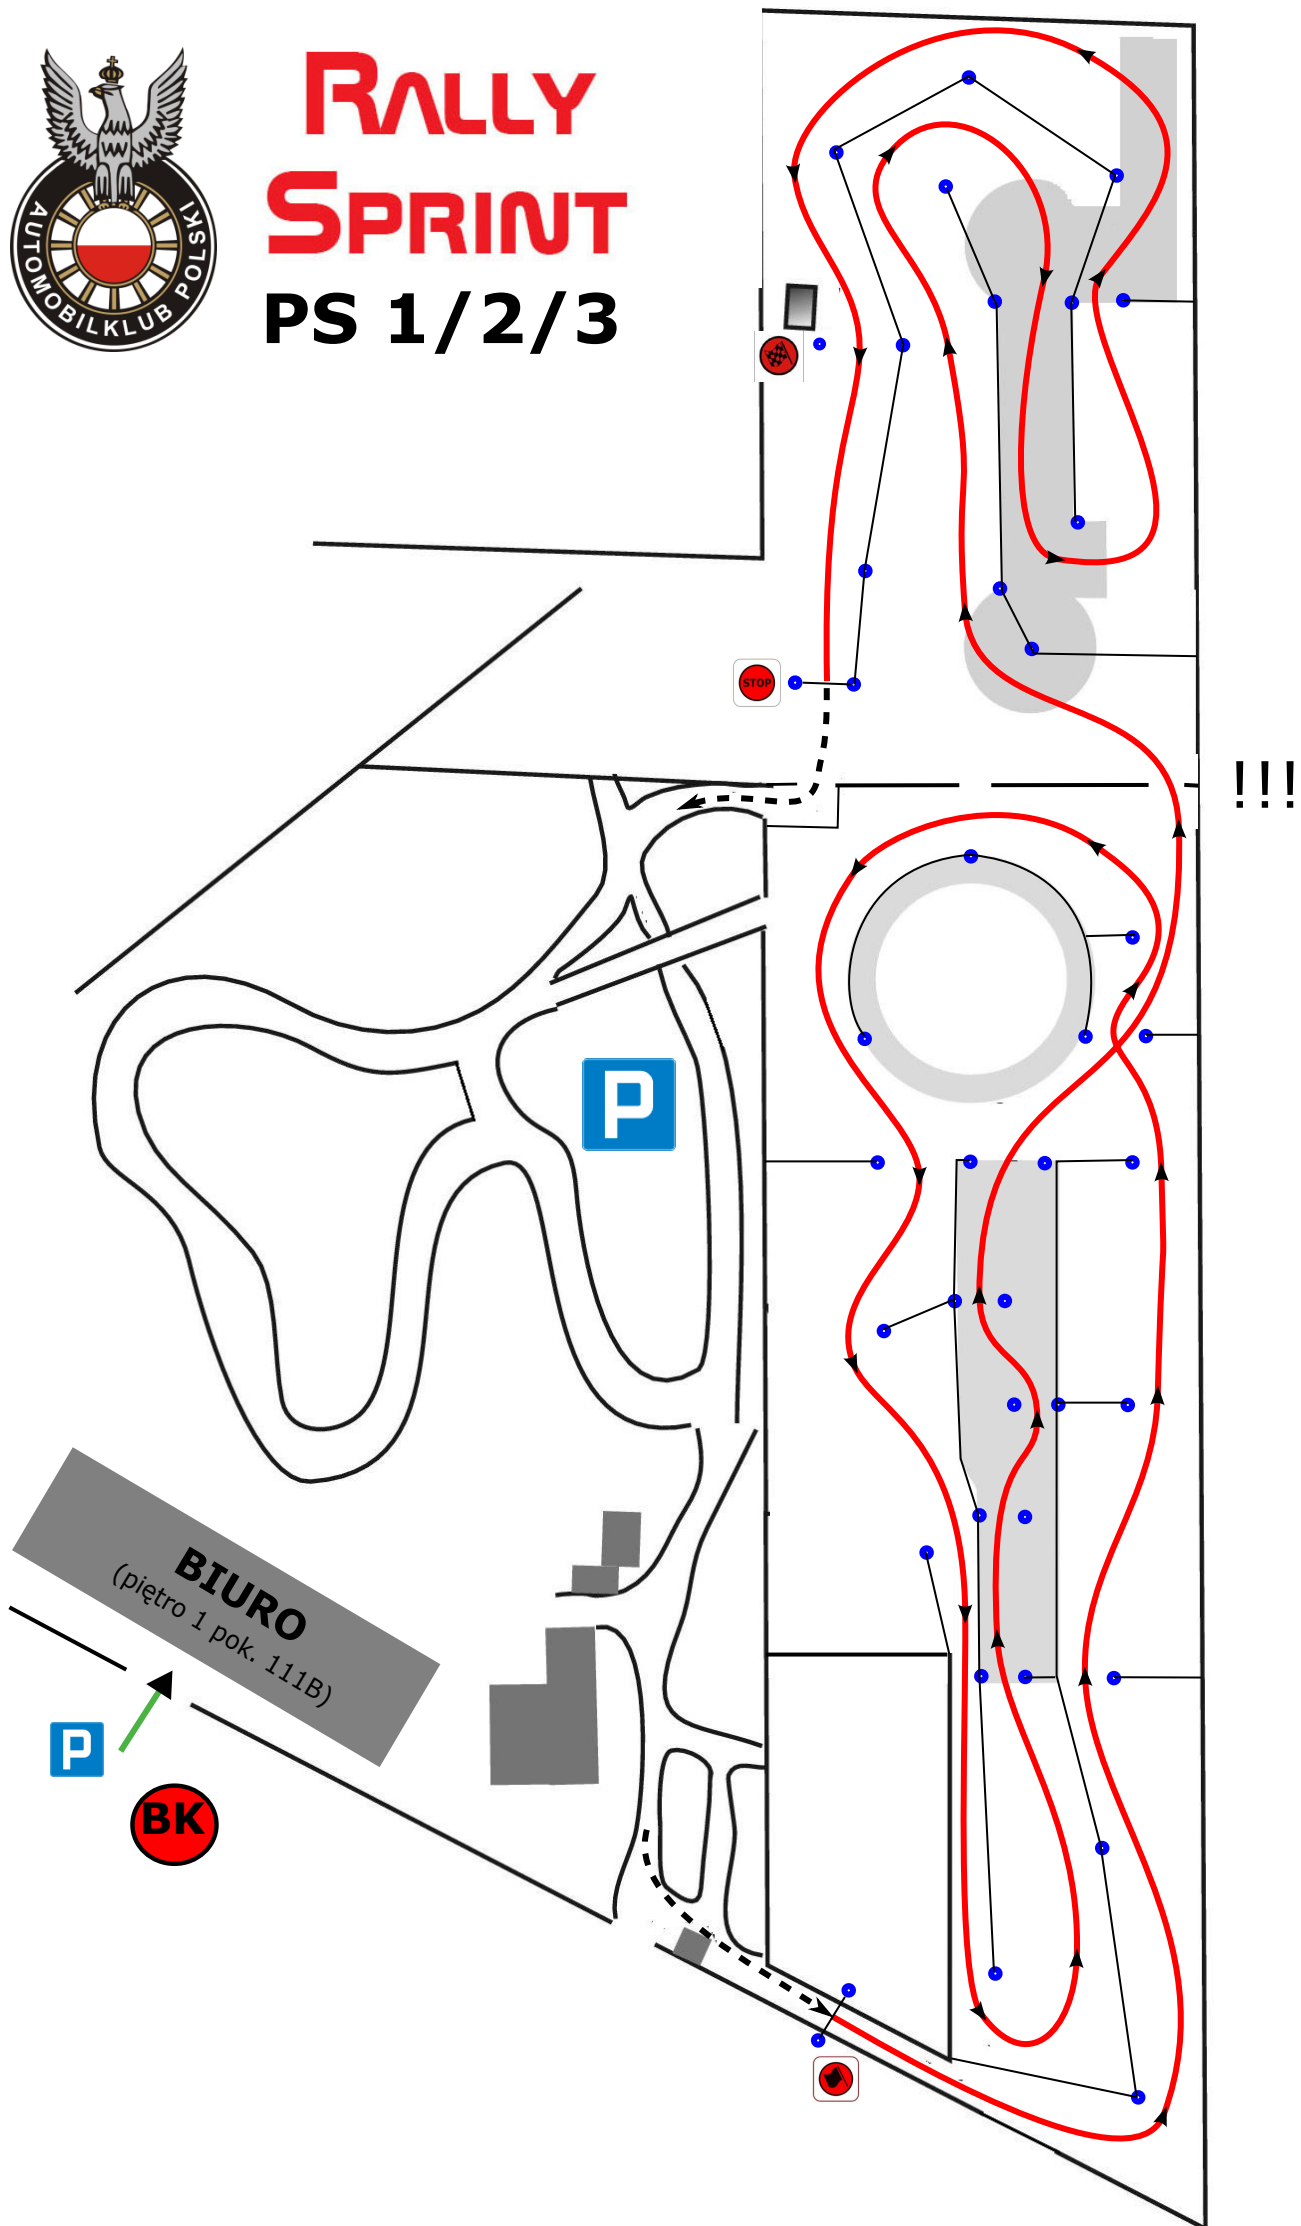 RALLY
SPRINT
PS 1/2/3
AUTOMOBILKLUB POLSKI
STOP
!!!
P
BIURO
(piętro 1 pok. 111B)
P
BK